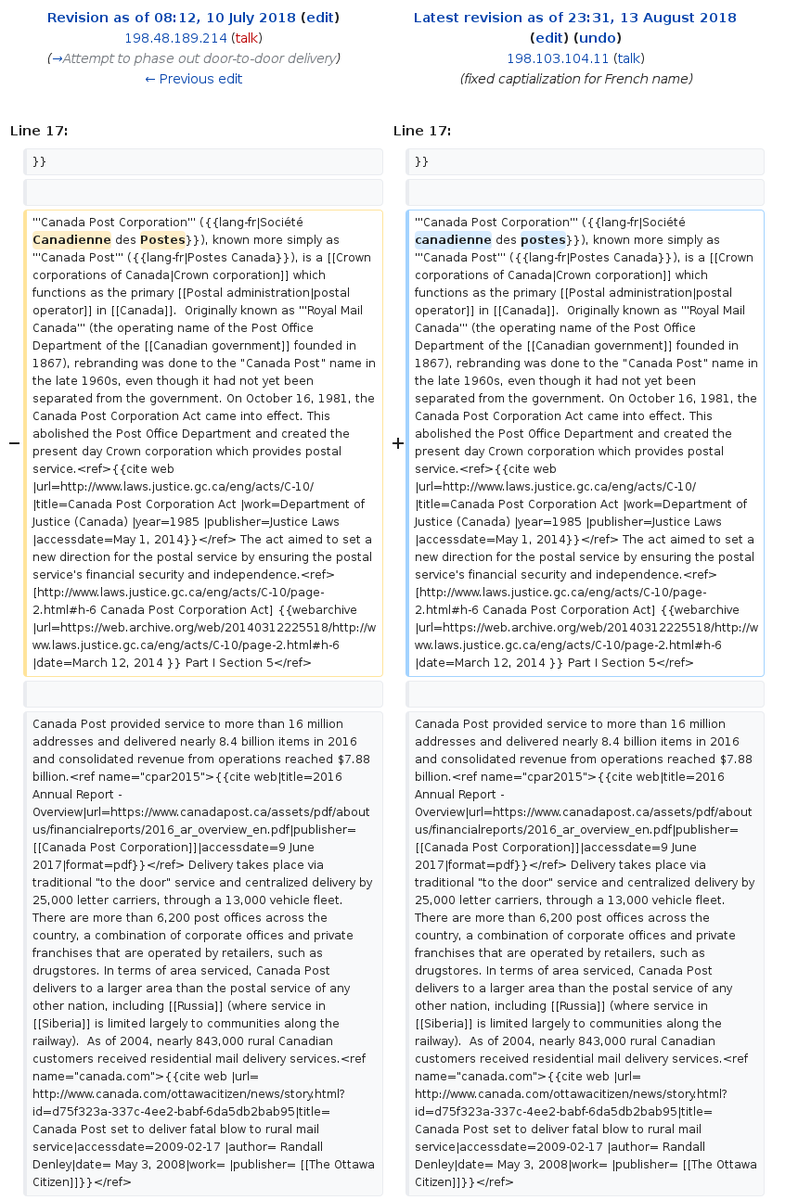 Revision as of 08:12, 10 July 2018 (edit)
198.48.189.214 (talk)
(→Attempt to phase out door-to-door delivery)
← Previous edit
Latest revision as of 23:31, 13 August 2018
(edit) (undo)
198.103.104.11 (talk)
(fixed captialization for French name)
Line 17:
Line 17:
}}
}}
−
'''Canada Post Corporation''' ({{lang-fr|Société
Canadienne des Postes}}), known more simply as
'''Canada Post''' ({{lang-fr|Postes Canada}}), is a [[Crown
corporations of Canada|Crown corporation]] which
functions as the primary [[Postal administration|postal
operator]] in [[Canada]].  Originally known as '''Royal Mail
Canada''' (the operating name of the Post Office
Department of the [[Canadian government]] founded in
1867), rebranding was done to the "Canada Post" name in
the late 1960s, even though it had not yet been
separated from the government. On October 16, 1981, the
Canada Post Corporation Act came into effect. This
abolished the Post Office Department and created the
present day Crown corporation which provides postal
service.<ref>{{cite web
|url=http://www.laws.justice.gc.ca/eng/acts/C-10/
|title=Canada Post Corporation Act |work=Department of
Justice (Canada) |year=1985 |publisher=Justice Laws
|accessdate=May 1, 2014}}</ref> The act aimed to set a
new direction for the postal service by ensuring the postal
service's financial security and independence.<ref>
[http://www.laws.justice.gc.ca/eng/acts/C-10/page-
2.html#h-6 Canada Post Corporation Act] {{webarchive
|url=https://web.archive.org/web/20140312225518/http://w
ww.laws.justice.gc.ca/eng/acts/C-10/page-2.html#h-6
|date=March 12, 2014 }} Part I Section 5</ref>
+
'''Canada Post Corporation''' ({{lang-fr|Société
canadienne des postes}}), known more simply as
'''Canada Post''' ({{lang-fr|Postes Canada}}), is a [[Crown
corporations of Canada|Crown corporation]] which
functions as the primary [[Postal administration|postal
operator]] in [[Canada]].  Originally known as '''Royal Mail
Canada''' (the operating name of the Post Office
Department of the [[Canadian government]] founded in
1867), rebranding was done to the "Canada Post" name in
the late 1960s, even though it had not yet been
separated from the government. On October 16, 1981, the
Canada Post Corporation Act came into effect. This
abolished the Post Office Department and created the
present day Crown corporation which provides postal
service.<ref>{{cite web
|url=http://www.laws.justice.gc.ca/eng/acts/C-10/
|title=Canada Post Corporation Act |work=Department of
Justice (Canada) |year=1985 |publisher=Justice Laws
|accessdate=May 1, 2014}}</ref> The act aimed to set a
new direction for the postal service by ensuring the postal
service's financial security and independence.<ref>
[http://www.laws.justice.gc.ca/eng/acts/C-10/page-
2.html#h-6 Canada Post Corporation Act] {{webarchive
|url=https://web.archive.org/web/20140312225518/http://w
ww.laws.justice.gc.ca/eng/acts/C-10/page-2.html#h-6
|date=March 12, 2014 }} Part I Section 5</ref>
Canada Post provided service to more than 16 million
addresses and delivered nearly 8.4 billion items in 2016
and consolidated revenue from operations reached $7.88
billion.<ref name="cpar2015">{{cite web|title=2016
Annual Report -
Overview|url=https://www.canadapost.ca/assets/pdf/about
us/financialreports/2016_ar_overview_en.pdf|publisher=
[[Canada Post Corporation]]|accessdate=9 June
2017|format=pdf}}</ref> Delivery takes place via
traditional "to the door" service and centralized delivery by
25,000 letter carriers, through a 13,000 vehicle fleet.
There are more than 6,200 post offices across the
country, a combination of corporate offices and private
franchises that are operated by retailers, such as
drugstores. In terms of area serviced, Canada Post
delivers to a larger area than the postal service of any
other nation, including [[Russia]] (where service in
[[Siberia]] is limited largely to communities along the
railway).  As of 2004, nearly 843,000 rural Canadian
customers received residential mail delivery services.<ref
name="canada.com">{{cite web |url=
http://www.canada.com/ottawacitizen/news/story.html?
id=d75f323a-337c-4ee2-babf-6da5db2bab95|title=
Canada Post set to deliver fatal blow to rural mail
service|accessdate=2009-02-17 |author= Randall
Denley|date= May 3, 2008|work= |publisher= [[The Ottawa
Citizen]]}}</ref>
Canada Post provided service to more than 16 million
addresses and delivered nearly 8.4 billion items in 2016
and consolidated revenue from operations reached $7.88
billion.<ref name="cpar2015">{{cite web|title=2016
Annual Report -
Overview|url=https://www.canadapost.ca/assets/pdf/about
us/financialreports/2016_ar_overview_en.pdf|publisher=
[[Canada Post Corporation]]|accessdate=9 June
2017|format=pdf}}</ref> Delivery takes place via
traditional "to the door" service and centralized delivery by
25,000 letter carriers, through a 13,000 vehicle fleet.
There are more than 6,200 post offices across the
country, a combination of corporate offices and private
franchises that are operated by retailers, such as
drugstores. In terms of area serviced, Canada Post
delivers to a larger area than the postal service of any
other nation, including [[Russia]] (where service in
[[Siberia]] is limited largely to communities along the
railway).  As of 2004, nearly 843,000 rural Canadian
customers received residential mail delivery services.<ref
name="canada.com">{{cite web |url=
http://www.canada.com/ottawacitizen/news/story.html?
id=d75f323a-337c-4ee2-babf-6da5db2bab95|title=
Canada Post set to deliver fatal blow to rural mail
service|accessdate=2009-02-17 |author= Randall
Denley|date= May 3, 2008|work= |publisher= [[The Ottawa
Citizen]]}}</ref>